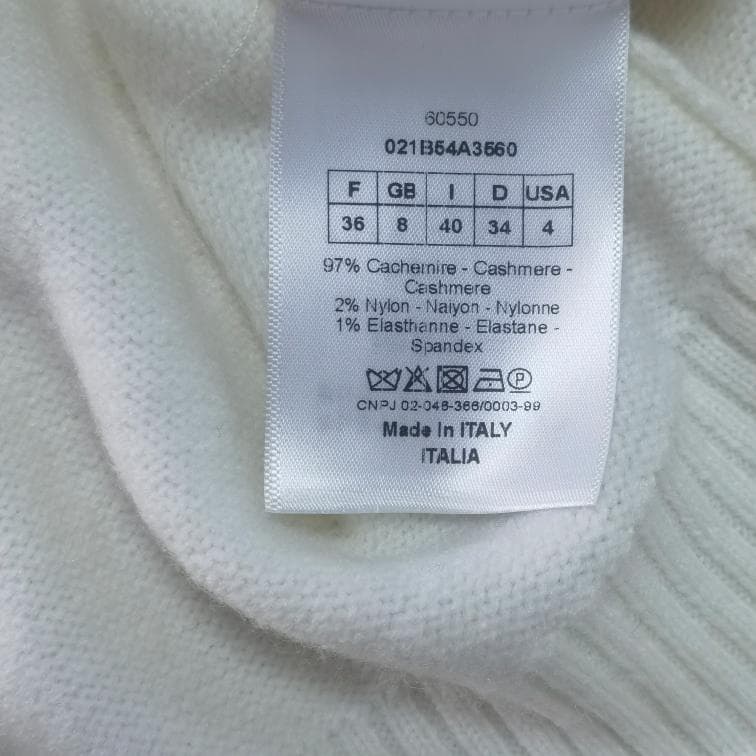 60550
021B54A3560
F GB I D USA
36 8 40 34 4
97% Cachemire - Cashmere -
Cashmere
2% Nylon - Naiyon - Nylonne
1% Elasthanne - Elastane -
Spandex
P
CNPJ 02-046-366/0003-99
Made In ITALY
ITALIA